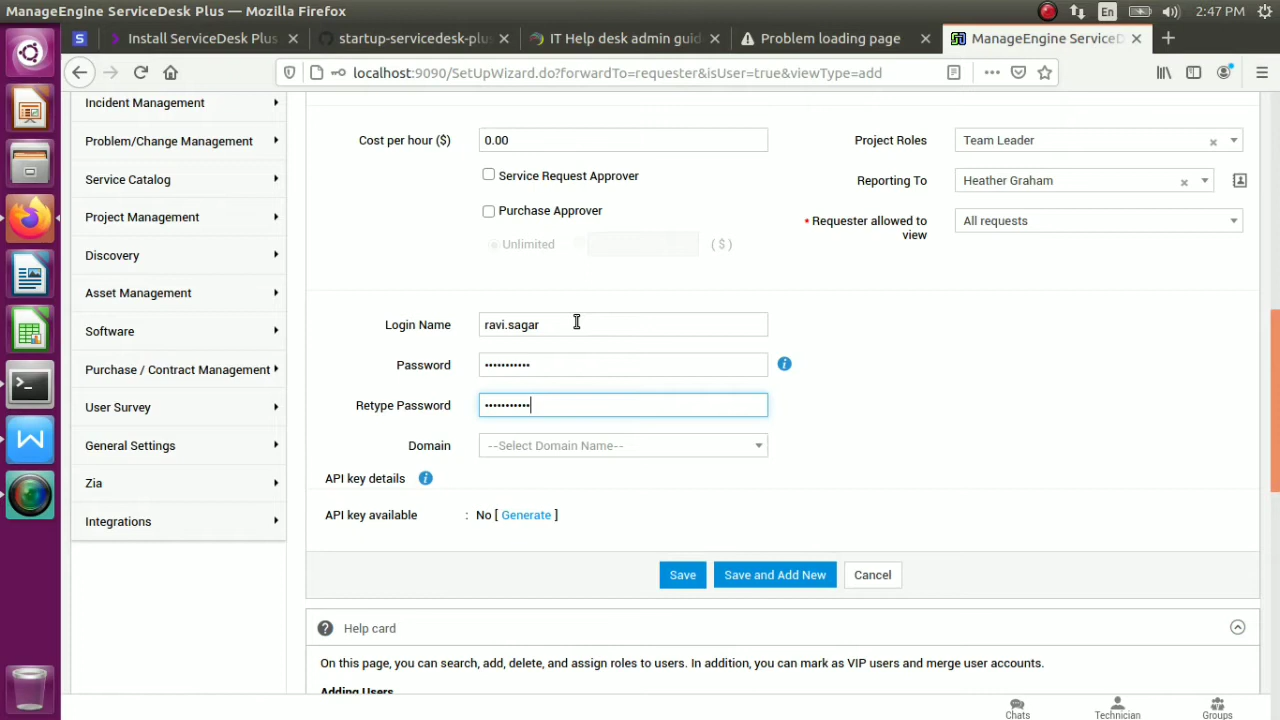 ManageEngine ServiceDesk Plus — Mozilla Firefox
En
2:47 PM
S
Install ServiceDesk Plus
startup-servicedesk-plu
IT Help desk admin guid
Problem loading page
ManageEngine ServiceD
localhost:9090/SetUpWizard.do?forwardTo=requester&isUser=true&viewType=add
Incident Management
Problem/Change Management
Service Catalog
Project Management
Discovery
Asset Management
Software
Purchase / Contract Management
User Survey
General Settings
Zia
Integrations
Cost per hour ($)
0.00
Project Roles
Team Leader
Service Request Approver
Reporting To
Heather Graham
Purchase Approver
* Requester allowed to view
All requests
Unlimited
( $ )
Login Name
ravi.sagar
Password
•••••••••••
Retype Password
•••••••••••
Domain
--Select Domain Name--
API key details
API key available
: No [ Generate ]
Save
Save and Add New
Cancel
Help card
On this page, you can search, add, delete, and assign roles to users. In addition, you can mark as VIP users and merge user accounts.
Adding Users
Chats
Technician
Groups